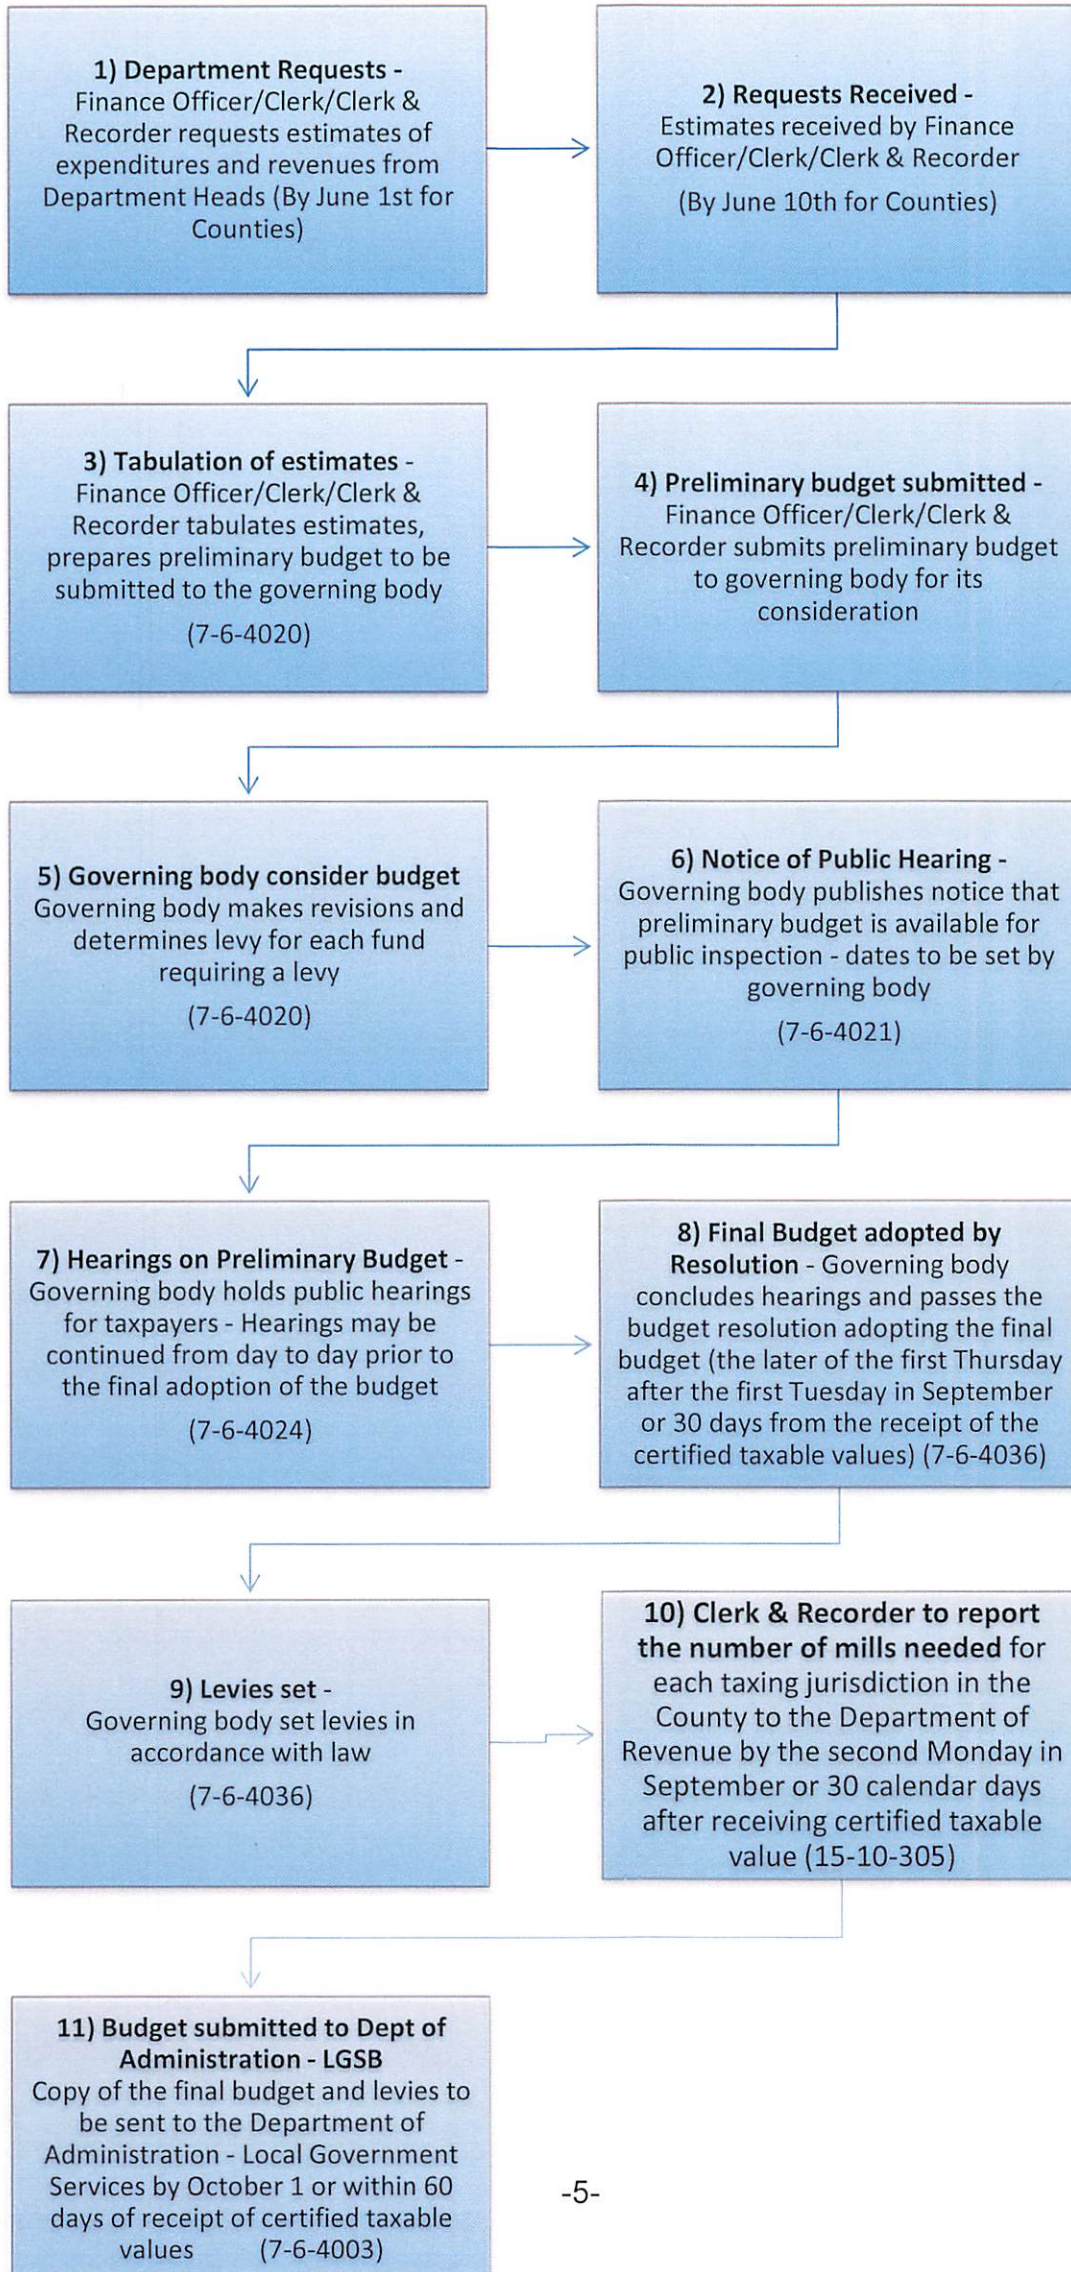 1) Department Requests -
Finance Officer/Clerk/Clerk &
Recorder requests estimates of
expenditures and revenues from
Department Heads (By June 1st for
Counties)
2) Requests Received -
Estimates received by Finance
Officer/Clerk/Clerk & Recorder
(By June 10th for Counties)
3) Tabulation of estimates -
Finance Officer/Clerk/Clerk &
Recorder tabulates estimates,
prepares preliminary budget to be
submitted to the governing body
(7-6-4020)
4) Preliminary budget submitted -
Finance Officer/Clerk/Clerk &
Recorder submits preliminary budget
to governing body for its
consideration
5) Governing body consider budget
Governing body makes revisions and
determines levy for each fund
requiring a levy
(7-6-4020)
6) Notice of Public Hearing -
Governing body publishes notice that
preliminary budget is available for
public inspection - dates to be set by
governing body
(7-6-4021)
7) Hearings on Preliminary Budget -
Governing body holds public hearings
for taxpayers - Hearings may be
continued from day to day prior to
the final adoption of the budget
(7-6-4024)
8) Final Budget adopted by
Resolution - Governing body
concludes hearings and passes the
budget resolution adopting the final
budget (the later of the first Thursday
after the first Tuesday in September
or 30 days from the receipt of the
certified taxable values) (7-6-4036)
9) Levies set -
Governing body set levies in
accordance with law
(7-6-4036)
10) Clerk & Recorder to report
the number of mills needed for
each taxing jurisdiction in the
County to the Department of
Revenue by the second Monday in
September or 30 calendar days
after receiving certified taxable
value (15-10-305)
11) Budget submitted to Dept of
Administration - LGSB
Copy of the final budget and levies to
be sent to the Department of
Administration - Local Government
Services by October 1 or within 60
days of receipt of certified taxable
values (7-6-4003)
-5-